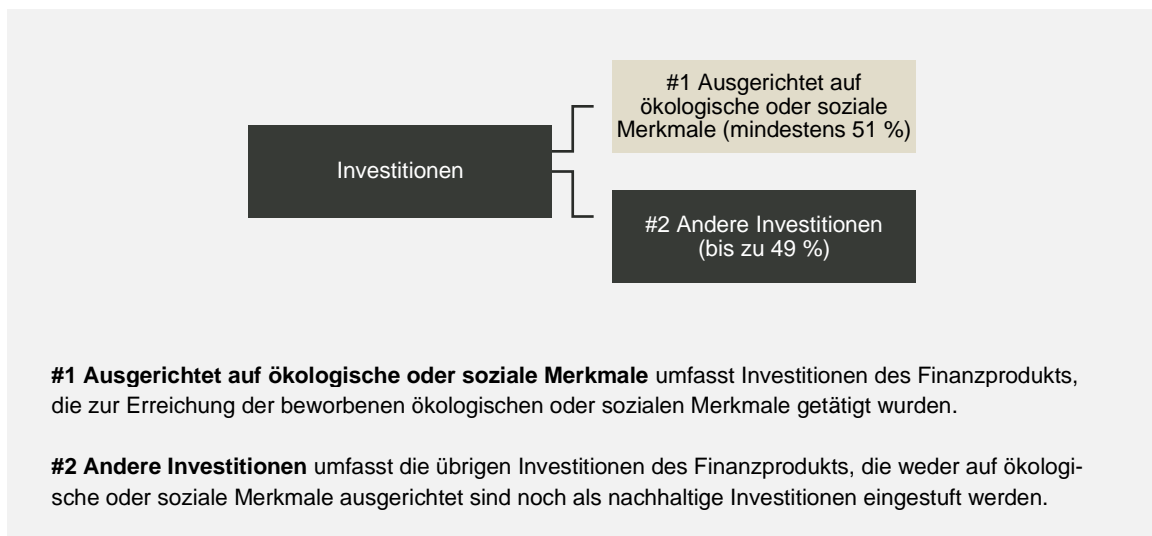 #1 Ausgerichtet auf
ökologische oder soziale
Merkmale (mindestens 51 %)
Investitionen
#2 Andere Investitionen
(bis zu 49 %)
#1 Ausgerichtet auf ökologische oder soziale Merkmale umfasst Investitionen des Finanzprodukts,
die zur Erreichung der beworbenen ökologischen oder sozialen Merkmale getätigt wurden.
#2 Andere Investitionen umfasst die übrigen Investitionen des Finanzprodukts, die weder auf ökologi-
sche oder soziale Merkmale ausgerichtet sind noch als nachhaltige Investitionen eingestuft werden.